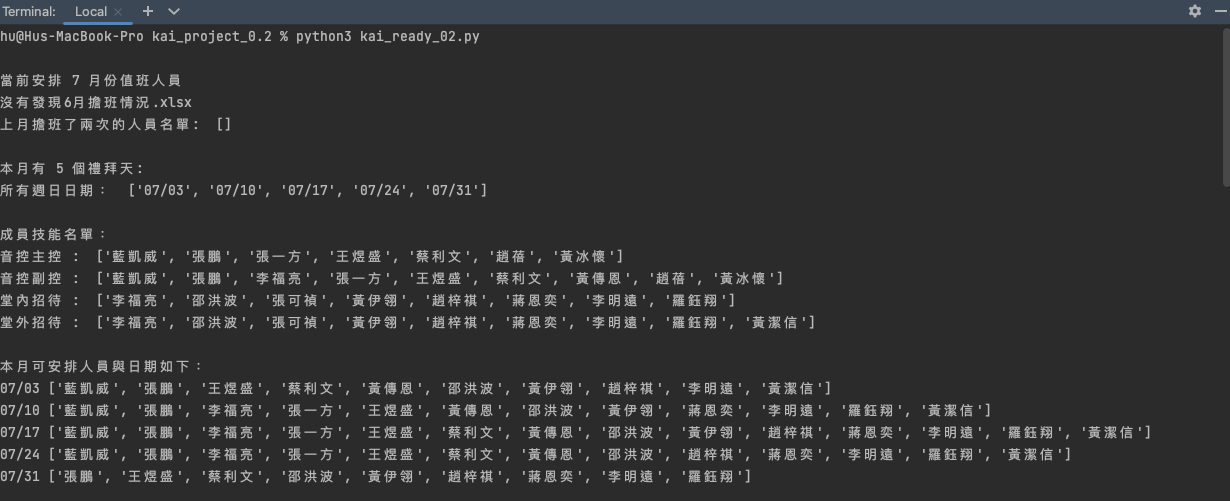 Terminal: Local × + ⌄
hu@Hus-MacBook-Pro kai_project_0.2 % python3 kai_ready_02.py
當前安排 7 月份值班人員
沒有發現6月擔班情況.xlsx
上月擔班了兩次的人員名單: []
本月有 5 個禮拜天:
所有週日日期： ['07/03', '07/10', '07/17', '07/24', '07/31']
成員技能名單：
音控主控 : ['藍凱威', '張鵬', '張一方', '王煜盛', '蔡利文', '趙蓓', '黃冰懷']
音控副控 : ['藍凱威', '張鵬', '李福亮', '張一方', '王煜盛', '蔡利文', '黃傳恩', '趙蓓', '黃冰懷']
堂內招待 : ['李福亮', '邵洪波', '張可禎', '黃伊翎', '趙梓祺', '蔣恩奕', '李明遠', '羅鈺翔']
堂外招待 : ['李福亮', '邵洪波', '張可禎', '黃伊翎', '趙梓祺', '蔣恩奕', '李明遠', '羅鈺翔', '黃潔信']
本月可安排人員與日期如下：
07/03 ['藍凱威', '張鵬', '王煜盛', '蔡利文', '黃傳恩', '邵洪波', '黃伊翎', '趙梓祺', '李明遠', '黃潔信']
07/10 ['藍凱威', '張鵬', '李福亮', '張一方', '王煜盛', '黃傳恩', '邵洪波', '黃伊翎', '蔣恩奕', '李明遠', '羅鈺翔', '黃潔信']
07/17 ['藍凱威', '張鵬', '李福亮', '張一方', '王煜盛', '蔡利文', '黃傳恩', '邵洪波', '黃伊翎', '趙梓祺', '蔣恩奕', '李明遠', '羅鈺翔', '黃潔信']
07/24 ['藍凱威', '張鵬', '李福亮', '張一方', '王煜盛', '蔡利文', '黃傳恩', '邵洪波', '趙梓祺', '蔣恩奕', '李明遠', '羅鈺翔', '黃潔信']
07/31 ['張鵬', '王煜盛', '蔡利文', '邵洪波', '黃伊翎', '趙梓祺', '蔣恩奕', '李明遠', '羅鈺翔']